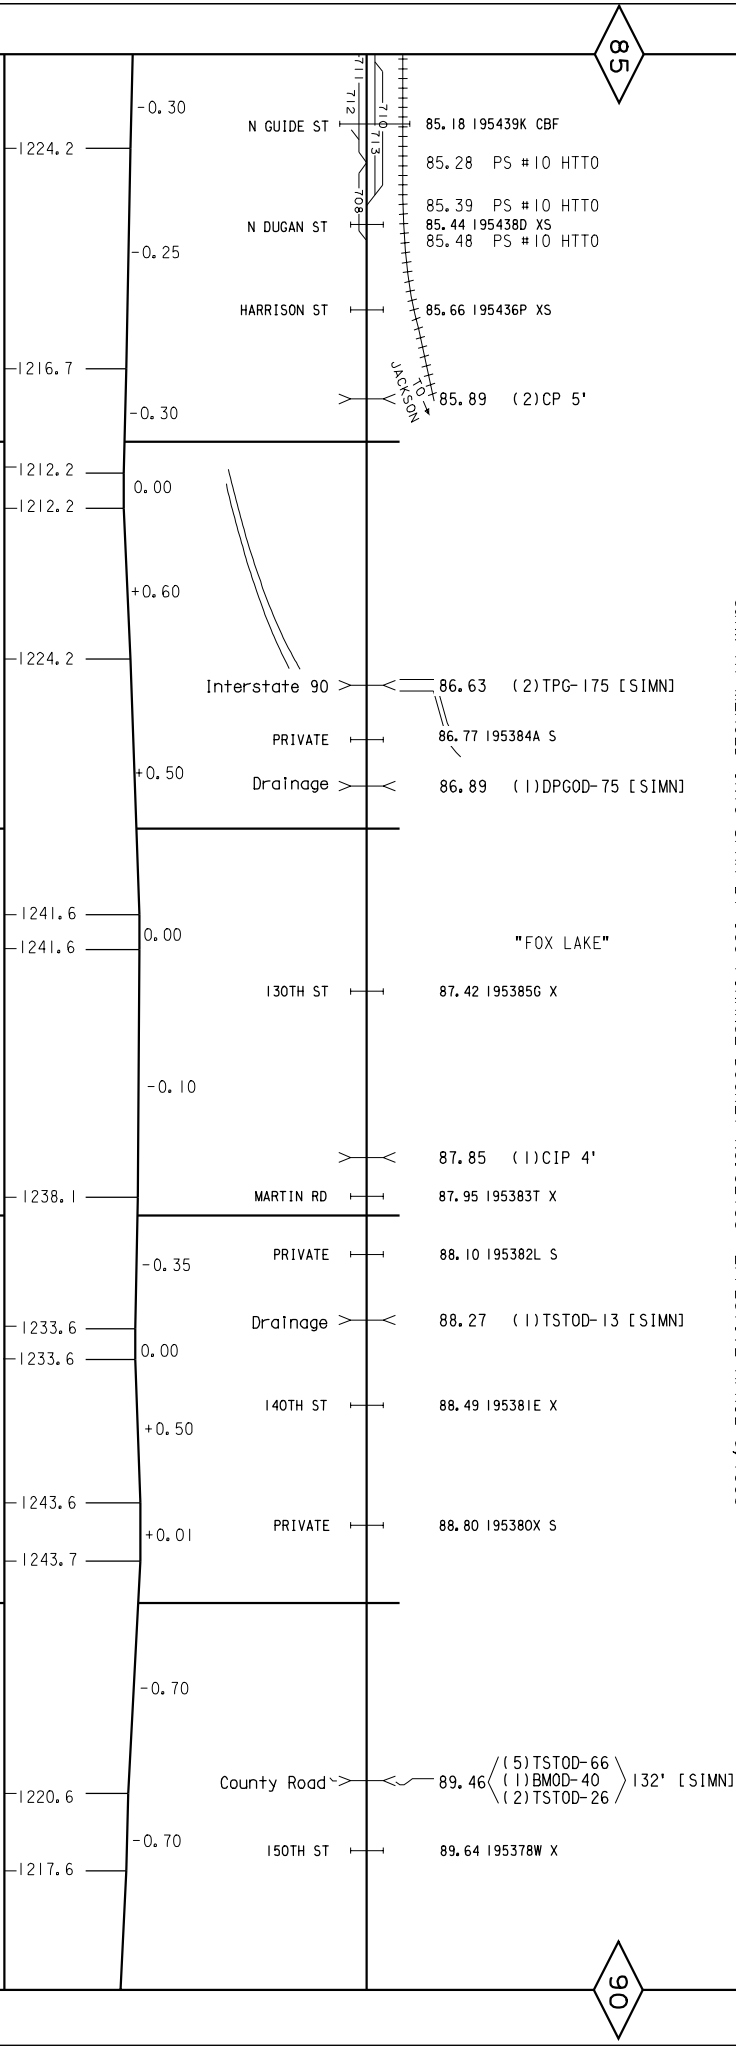 85
-0.30
711
712
710
713
N GUIDE ST 85.18 195439K CBF
1224.2
85.28 PS #10 HTTO
708
85.39 PS #10 HTTO
N DUGAN ST 85.44 195438D XS
85.48 PS #10 HTTO
-0.25
HARRISON ST 85.66 195436P XS
1216.7
TO JACKSON
85.89 (2)CP 5'
-0.30
1212.2
0.00
1212.2
+0.60
1224.2
Interstate 90 86.63 (2)TPG-175 [SIMN]
PRIVATE 86.77 195384A S
+0.50
Drainage 86.89 (1)DPGOD-75 [SIMN]
1241.6
0.00
1241.6
"FOX LAKE"
130TH ST 87.42 195385G X
-0.10
87.85 (1)CIP 4'
1238.1
MARTIN RD 87.95 195383T X
PRIVATE 88.10 195382L S
-0.35
Drainage 88.27 (1)TSTOD-13 [SIMN]
1233.6
0.00
1233.6
140TH ST 88.49 195381E X
+0.50
1243.6
PRIVATE 88.80 195380X S
+0.01
1243.7
-0.70
(5)TSTOD-66
County Road 89.46 (1)BMOD-40 132' [SIMN]
(2)TSTOD-26
1220.6
-0.70
150TH ST 89.64 195378W X
1217.6
90